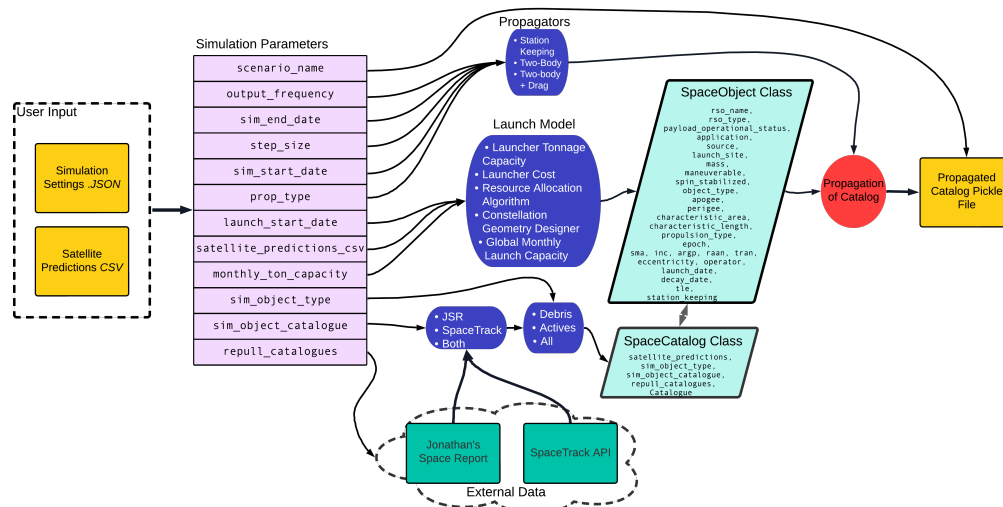 User Input
Simulation
Settings .JSON
Satellite
Predictions CSV
Simulation Parameters
scenario_name
output_frequency
sim_end_date
step_size
sim_start_date
prop_type
launch_start_date
satellite_predictions_csv
monthly_ton_capacity
sim_object_type
sim_object_catalogue
repull_catalogues
Propagators
• Station
Keeping
• Two-Body
• Two-body
+ Drag
Launch Model
• Launcher Tonnage
Capacity
• Launcher Cost
• Resource Allocation
Algorithm
• Constellation
Geometry Designer
• Global Monthly
Launch Capacity
• JSR
• SpaceTrack
• Both
• Debris
• Actives
• All
Jonathan's
Space Report
SpaceTrack API
External Data
SpaceObject Class
rso_name,
rso_type,
payload_operational_status,
application,
source,
launch_site,
mass,
maneuverable,
spin_stabilized,
object_type,
apogee,
perigee,
characteristic_area,
characteristic_length,
propulsion_type,
epoch,
sma, inc, argp, raan, tran,
eccentricity, operator,
launch_date,
decay_date,
tle,
station_keeping
SpaceCatalog Class
satellite_predictions,
sim_object_type,
sim_object_catalogue,
repull_catalogues,
Catalogue
Propagation
of Catalog
Propagated
Catalog Pickle
File